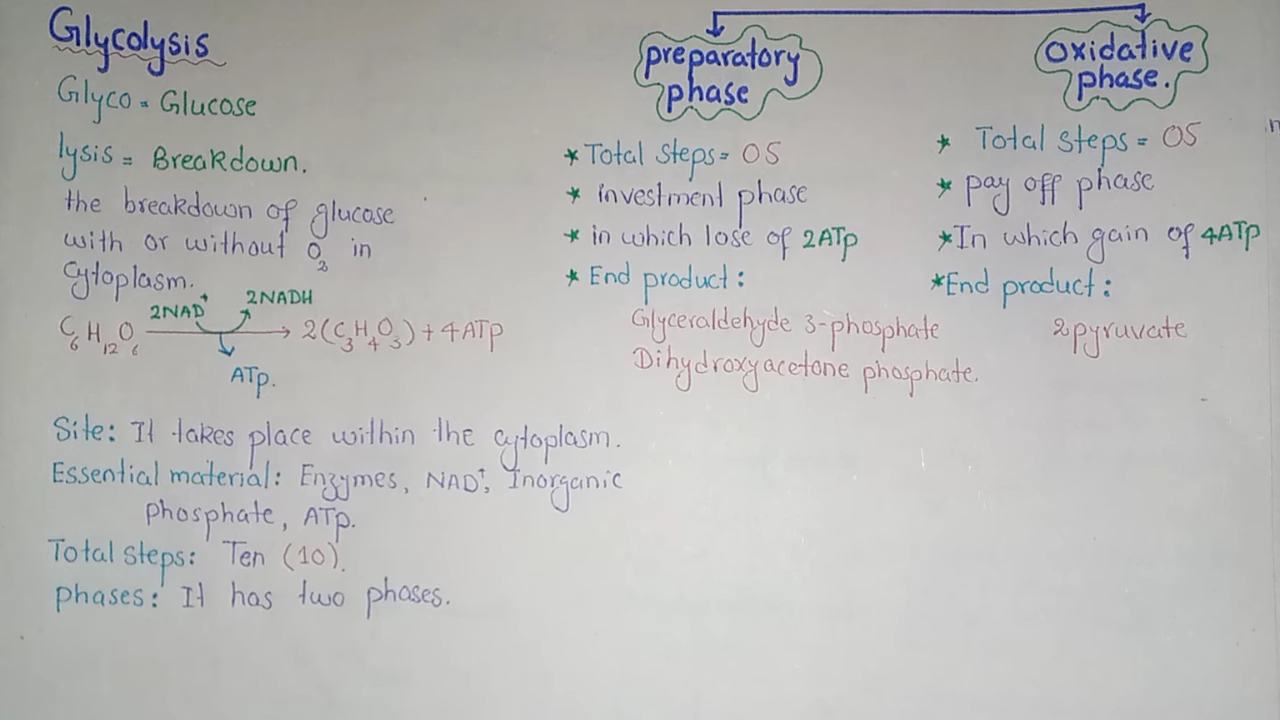 Glycolysis
Glyco = Glucose
lysis = Breakdown.
the breakdown of glucose
with or without O₂ in
cytoplasm.
2NAD⁺ 2NADH
C₆H₁₂O₆ → 2(C₃H₄O₃) + 4ATP
ATP.
Site: It takes place within the cytoplasm.
Essential material: Enzymes, NAD⁺, Inorganic
phosphate, ATP.
Total steps: Ten (10).
phases: It has two phases.
preparatory
phase
* Total steps = 05
* investment phase
* in which lose of 2ATP
* End product:
Glyceraldehyde 3-phosphate
Dihydroxyacetone phosphate.
oxidative
phase.
* Total steps = 05
* pay off phase
* In which gain of 4ATP
* End product:
2pyruvate